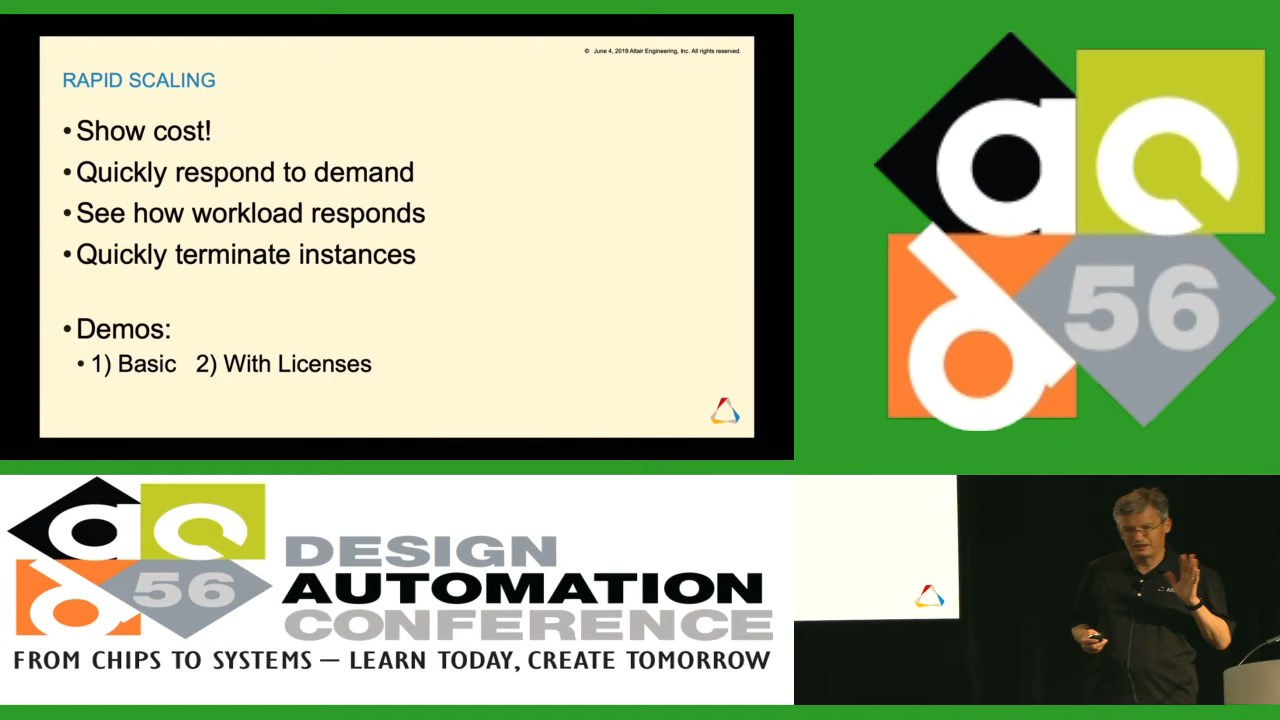 © June 4, 2019 Altair Engineering, Inc. All rights reserved.
RAPID SCALING
• Show cost!
• Quickly respond to demand
• See how workload responds
• Quickly terminate instances
• Demos:
• 1) Basic 2) With Licenses
dac
56
dac
56
DESIGN
AUTOMATION
CONFERENCE
FROM CHIPS TO SYSTEMS — LEARN TODAY, CREATE TOMORROW